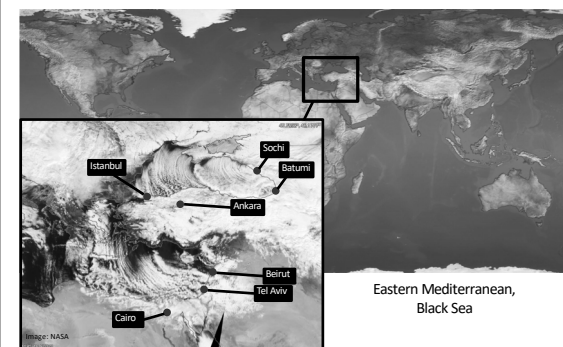 Sochi
Istanbul
Batumi
Ankara
Beirut
Tel Aviv
Cairo
Image: NASA
Eastern Mediterranean,
Black Sea